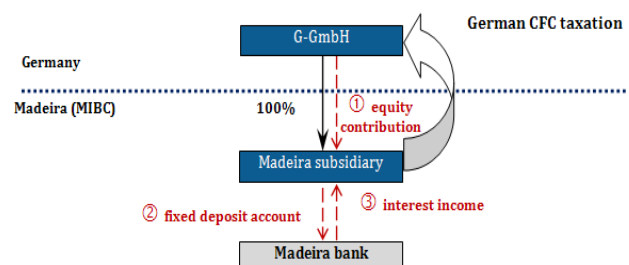 G-GmbH
German CFC taxation
Germany
Madeira (MIBC)
100%
① equity
contribution
Madeira subsidiary
② fixed deposit account
③ interest income
Madeira bank